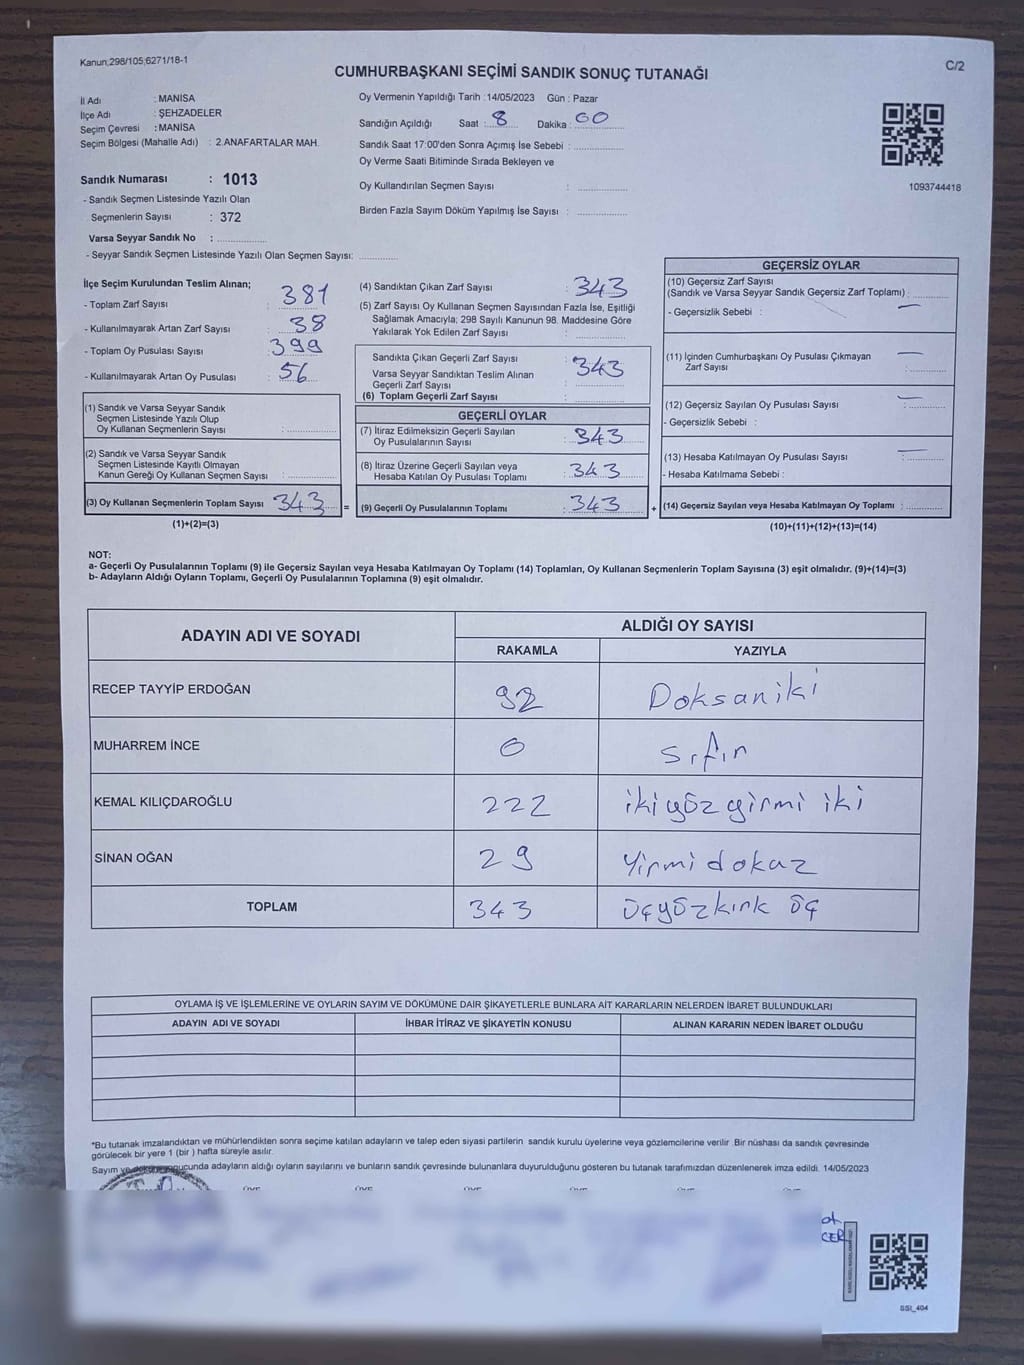 Kanun,298/105;6271/18-1
C/2
CUMHURBAŞKANI SEÇİMİ SANDIK SONUÇ TUTANAĞI
İl Adı : MANİSA
İlçe Adı : ŞEHZADELER
Seçim Çevresi : MANİSA
Seçim Bölgesi (Mahalle Adı) : 2.ANAFARTALAR MAH.
Sandık Numarası : 1013
- Sandık Seçmen Listesinde Yazılı Olan
Seçmenlerin Sayısı : 372
Varsa Seyyar Sandık No :
- Seyyar Sandık Seçmen Listesinde Yazılı Olan Seçmen Sayısı:
Oy Vermenin Yapıldığı Tarih : 14/05/2023 Gün : Pazar
Sandığın Açıldığı Saat : 8 Dakika : 00
Sandık Saat 17:00'den Sonra Açımış İse Sebebi :
Oy Verme Saati Bitiminde Sırada Bekleyen ve
Oy Kullandırılan Seçmen Sayısı :
Birden Fazla Sayım Döküm Yapılmış İse Sayısı :
1093744418
İlçe Seçim Kurulundan Teslim Alınan;
- Toplam Zarf Sayısı : 381
- Kullanılmayarak Artan Zarf Sayısı : 38
- Toplam Oy Pusulası Sayısı : 399
- Kullanılmayarak Artan Oy Pusulası : 56
(1) Sandık ve Varsa Seyyar Sandık
Seçmen Listesinde Yazılı Olup
Oy Kullanan Seçmenlerin Sayısı :
(2) Sandık ve Varsa Seyyar Sandık
Seçmen Listesinde Kayıtlı Olmayan
Kanun Gereği Oy Kullanan Seçmen Sayısı :
(3) Oy Kullanan Seçmenlerin Toplam Sayısı 343 =
(1)+(2)=(3)
(4) Sandıktan Çıkan Zarf Sayısı : 343
(5) Zarf Sayısı Oy Kullanan Seçmen Sayısından Fazla İse, Eşitliği
Sağlamak Amacıyla; 298 Sayılı Kanunun 98. Maddesine Göre
Yakılarak Yok Edilen Zarf Sayısı :
Sandıkta Çıkan Geçerli Zarf Sayısı : 343
Varsa Seyyar Sandıktan Teslim Alınan
Geçerli Zarf Sayısı :
(6) Toplam Geçerli Zarf Sayısı :
GEÇERLİ OYLAR
(7) İtiraz Edilmeksizin Geçerli Sayılan
Oy Pusulalarının Sayısı : 343
(8) İtiraz Üzerine Geçerli Sayılan veya
Hesaba Katılan Oy Pusulası Toplamı : 343
(9) Geçerli Oy Pusulalarının Toplamı : 343 +
GEÇERSİZ OYLAR
(10) Geçersiz Zarf Sayısı
(Sandık ve Varsa Seyyar Sandık Geçersiz Zarf Toplamı) :
- Geçersizlik Sebebi : —
(11) İçinden Cumhurbaşkanı Oy Pusulası Çıkmayan —
Zarf Sayısı :
(12) Geçersiz Sayılan Oy Pusulası Sayısı : —
- Geçersizlik Sebebi :
(13) Hesaba Katılmayan Oy Pusulası Sayısı : —
- Hesaba Katılmama Sebebi :
(14) Geçersiz Sayılan veya Hesaba Katılmayan Oy Toplamı :
(10)+(11)+(12)+(13)=(14)
NOT:
a- Geçerli Oy Pusulalarının Toplamı (9) ile Geçersiz Sayılan veya Hesaba Katılmayan Oy Toplamı (14) Toplamları, Oy Kullanan Seçmenlerin Toplam Sayısına (3) eşit olmalıdır. (9)+(14)=(3)
b- Adayların Aldığı Oyların Toplamı, Geçerli Oy Pusulalarının Toplamına (9) eşit olmalıdır.
ADAYIN ADI VE SOYADI
ALDIĞI OY SAYISI
RAKAMLA YAZIYLA
RECEP TAYYİP ERDOĞAN 92 Doksaniki
MUHARREM İNCE 0 sıfır
KEMAL KILIÇDAROĞLU 222 ikiyözyirmi iki
SİNAN OĞAN 29 Yirmidokaz
TOPLAM 343 üçyözkırk öç
OYLAMA İŞ VE İŞLEMLERİNE VE OYLARIN SAYIM VE DÖKÜMÜNE DAİR ŞİKAYETLERLE BUNLARA AİT KARARLARIN NELERDEN İBARET BULUNDUKLARI
ADAYIN ADI VE SOYADI İHBAR İTİRAZ VE ŞİKAYETİN KONUSU ALINAN KARARIN NEDEN İBARET OLDUĞU
*Bu tutanak imzalandıktan ve mühürlendikten sonra seçime katılan adayların ve talep eden siyasi partilerin sandık kurulu üyelerine veya gözlemcilerine verilir .Bir nüshası da sandık çevresinde
görülecek bir yere 1 (bir ) hafta süreyle asılır.
Sayım ve sonucunda adayların aldığı oyların sayılarını ve bunların sandık çevresinde bulunanlara duyurulduğunu gösteren bu tutanak tarafımızdan düzenlenerek imza edildi. 14/05/2023
SSI_404